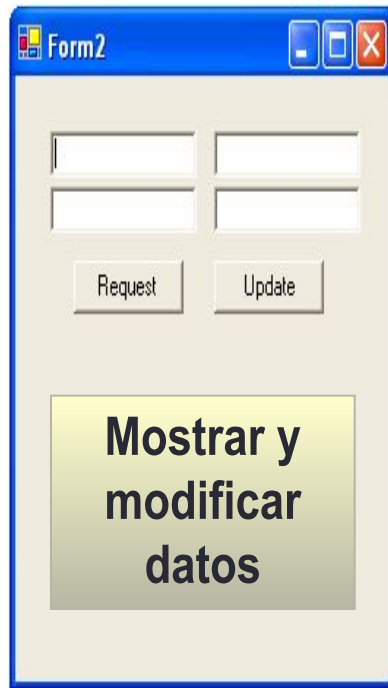 Form2
Request Update
Mostrar y
modificar
datos